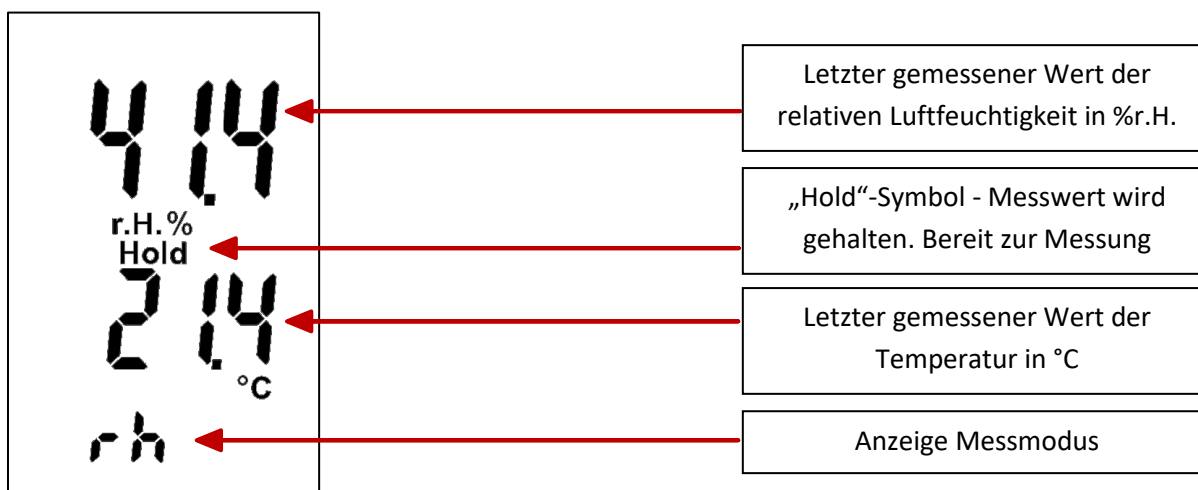 41.4
r.H.%
Hold
21.4
°C
rh
Letzter gemessener Wert der
relativen Luftfeuchtigkeit in %r.H.
„Hold“-Symbol - Messwert wird
gehalten. Bereit zur Messung
Letzter gemessener Wert der
Temperatur in °C
Anzeige Messmodus